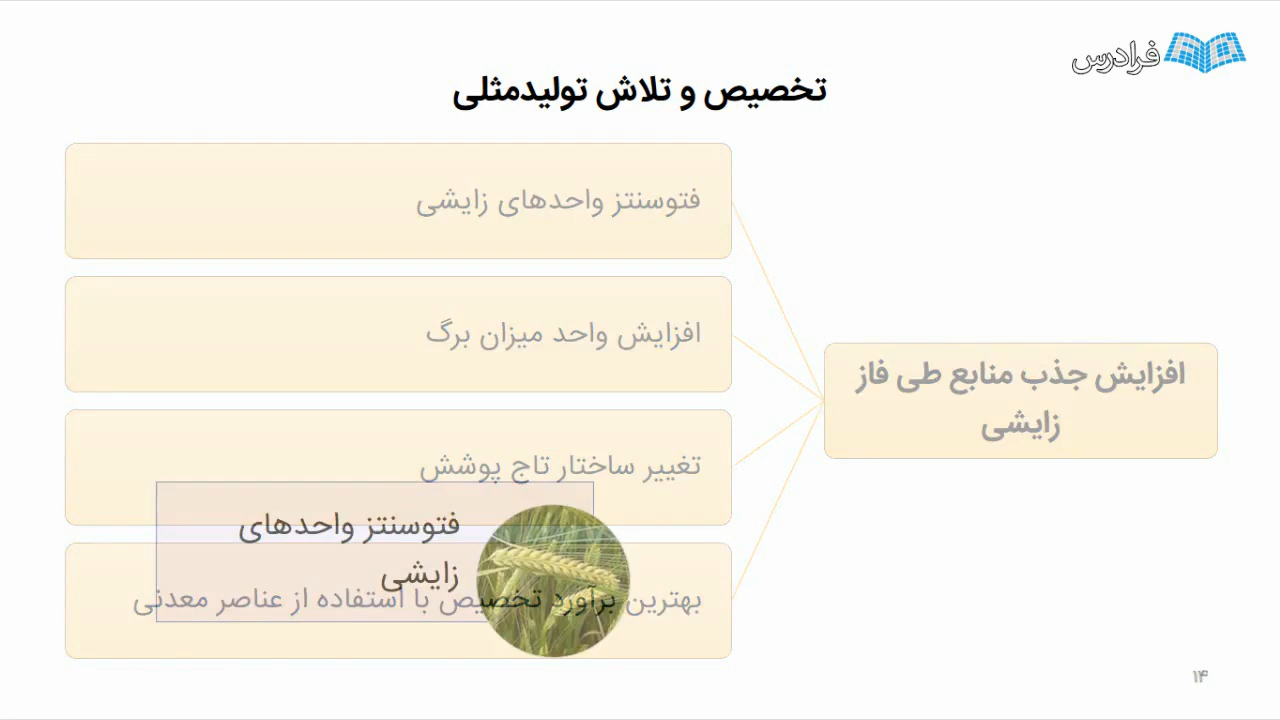 فرادرس
تخصیص و تلاش تولیدمثلی
افزایش جذب منابع طی فاز
زایشی
فتوسنتز واحدهای زایشی
افزایش واحد میزان برگ
تغییر ساختار تاج پوشش
بهترین برآورد تخصیص با استفاده از عناصر معدنی
فتوسنتز واحدهای
زایشی
۱۴